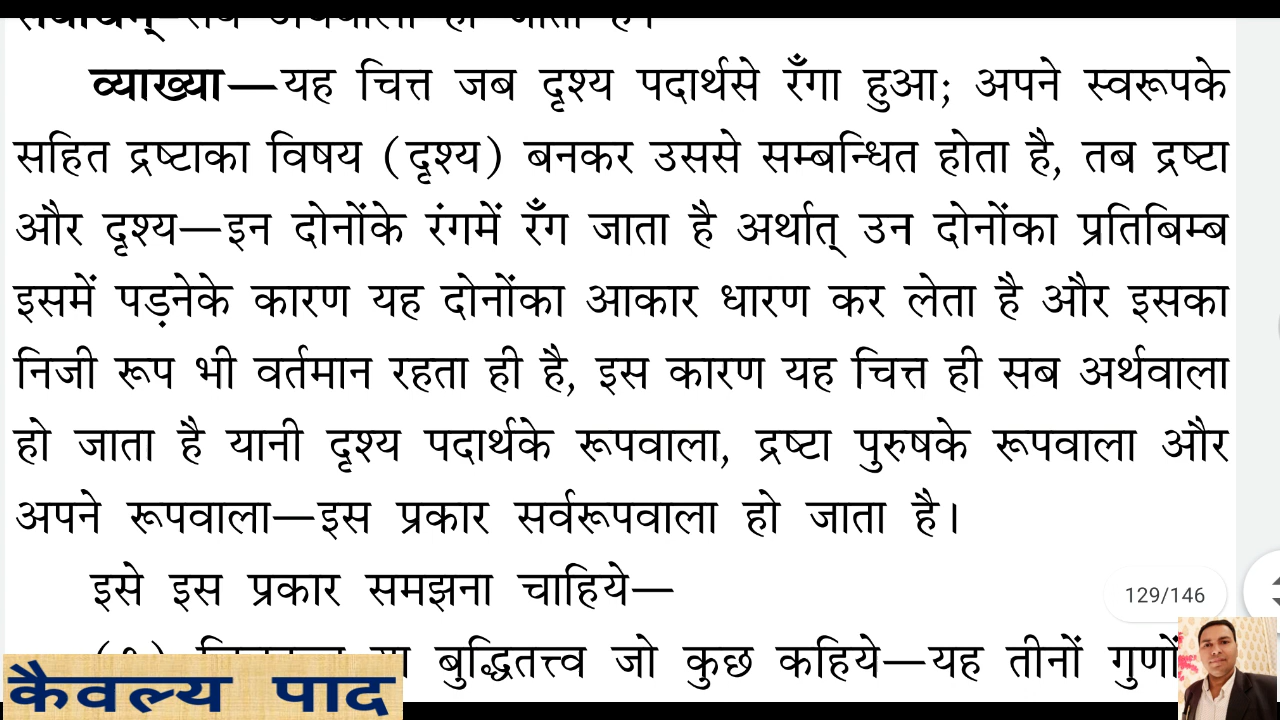 सब अर्थवाला हो जाता है।
व्याख्या—यह चित्त जब दृश्य पदार्थसे रँगा हुआ; अपने स्वरूपके
सहित द्रष्टाका विषय (दृश्य) बनकर उससे सम्बन्धित होता है, तब द्रष्टा
और दृश्य—इन दोनोंके रंगमें रँग जाता है अर्थात् उन दोनोंका प्रतिबिम्ब
इसमें पड़नेके कारण यह दोनोंका आकार धारण कर लेता है और इसका
निजी रूप भी वर्तमान रहता ही है, इस कारण यह चित्त ही सब अर्थवाला
हो जाता है यानी दृश्य पदार्थके रूपवाला, द्रष्टा पुरुषके रूपवाला और
अपने रूपवाला—इस प्रकार सर्वरूपवाला हो जाता है।
इसे इस प्रकार समझना चाहिये—
129/146
बुद्धितत्त्व जो कुछ कहिये—यह तीनों गुणों
कैवल्य पाद